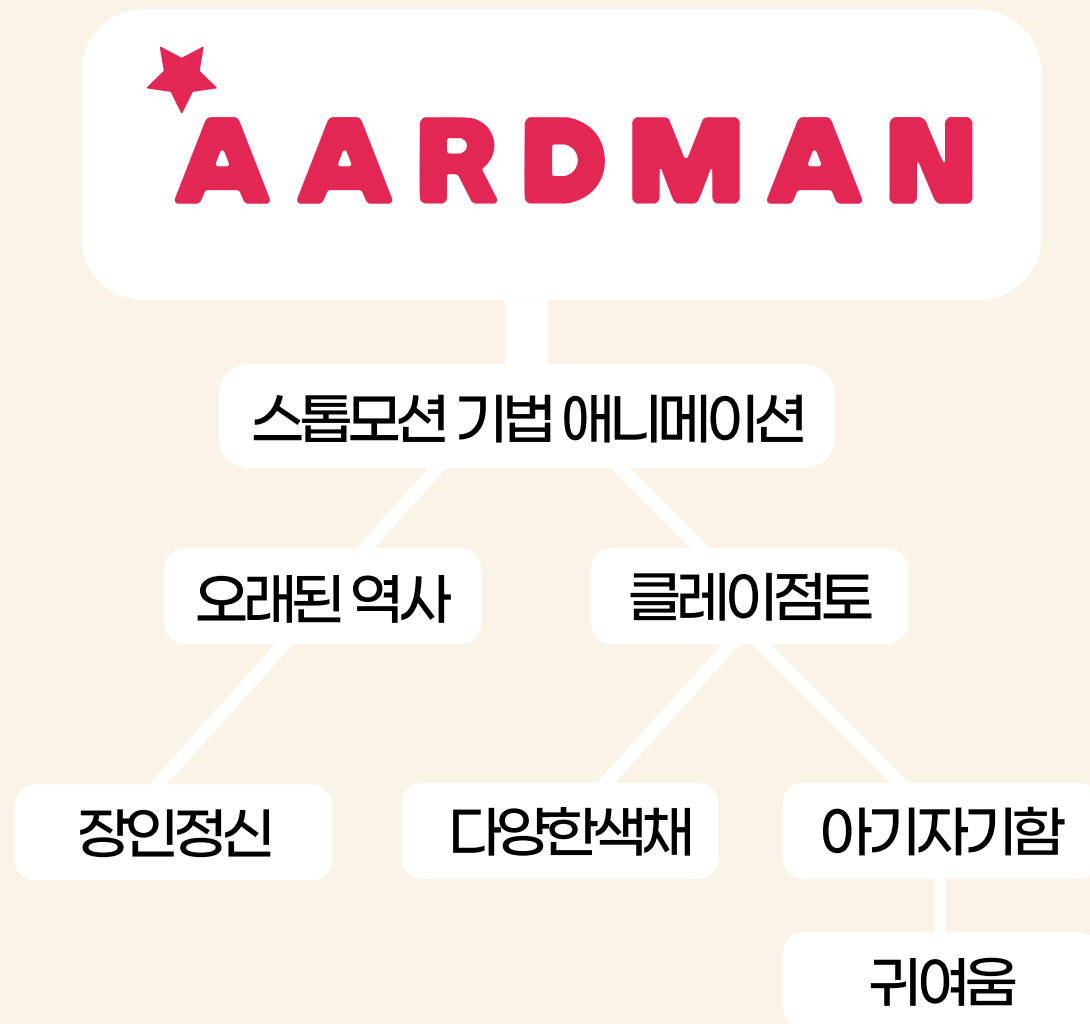 AARDMAN
스톱모션 기법 애니메이션
오래된 역사
클레이점토
장인정신
다양한색채
아기자기함
귀여움